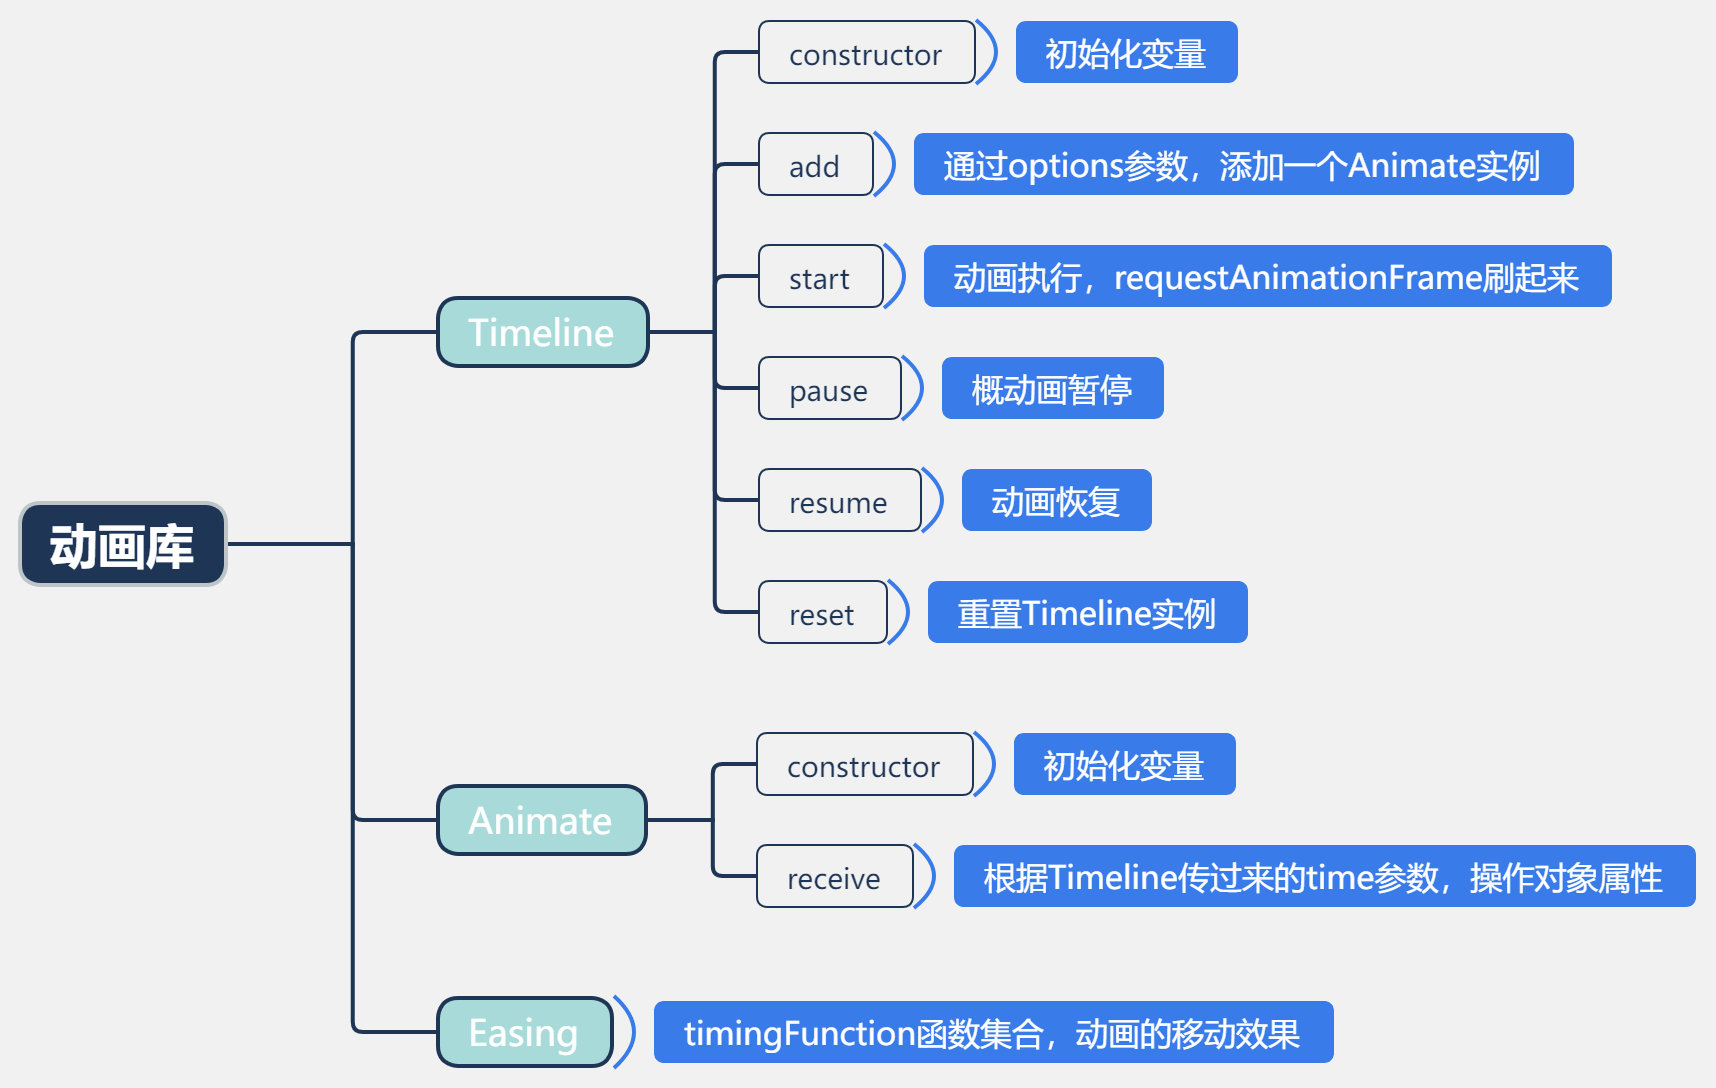 动画库
Timeline
constructor
初始化变量
add
通过options参数，添加一个Animate实例
start
动画执行，requestAnimationFrame刷起来
pause
概动画暂停
resume
动画恢复
reset
重置Timeline实例
Animate
constructor
初始化变量
receive
根据Timeline传过来的time参数，操作对象属性
Easing
timingFunction函数集合，动画的移动效果